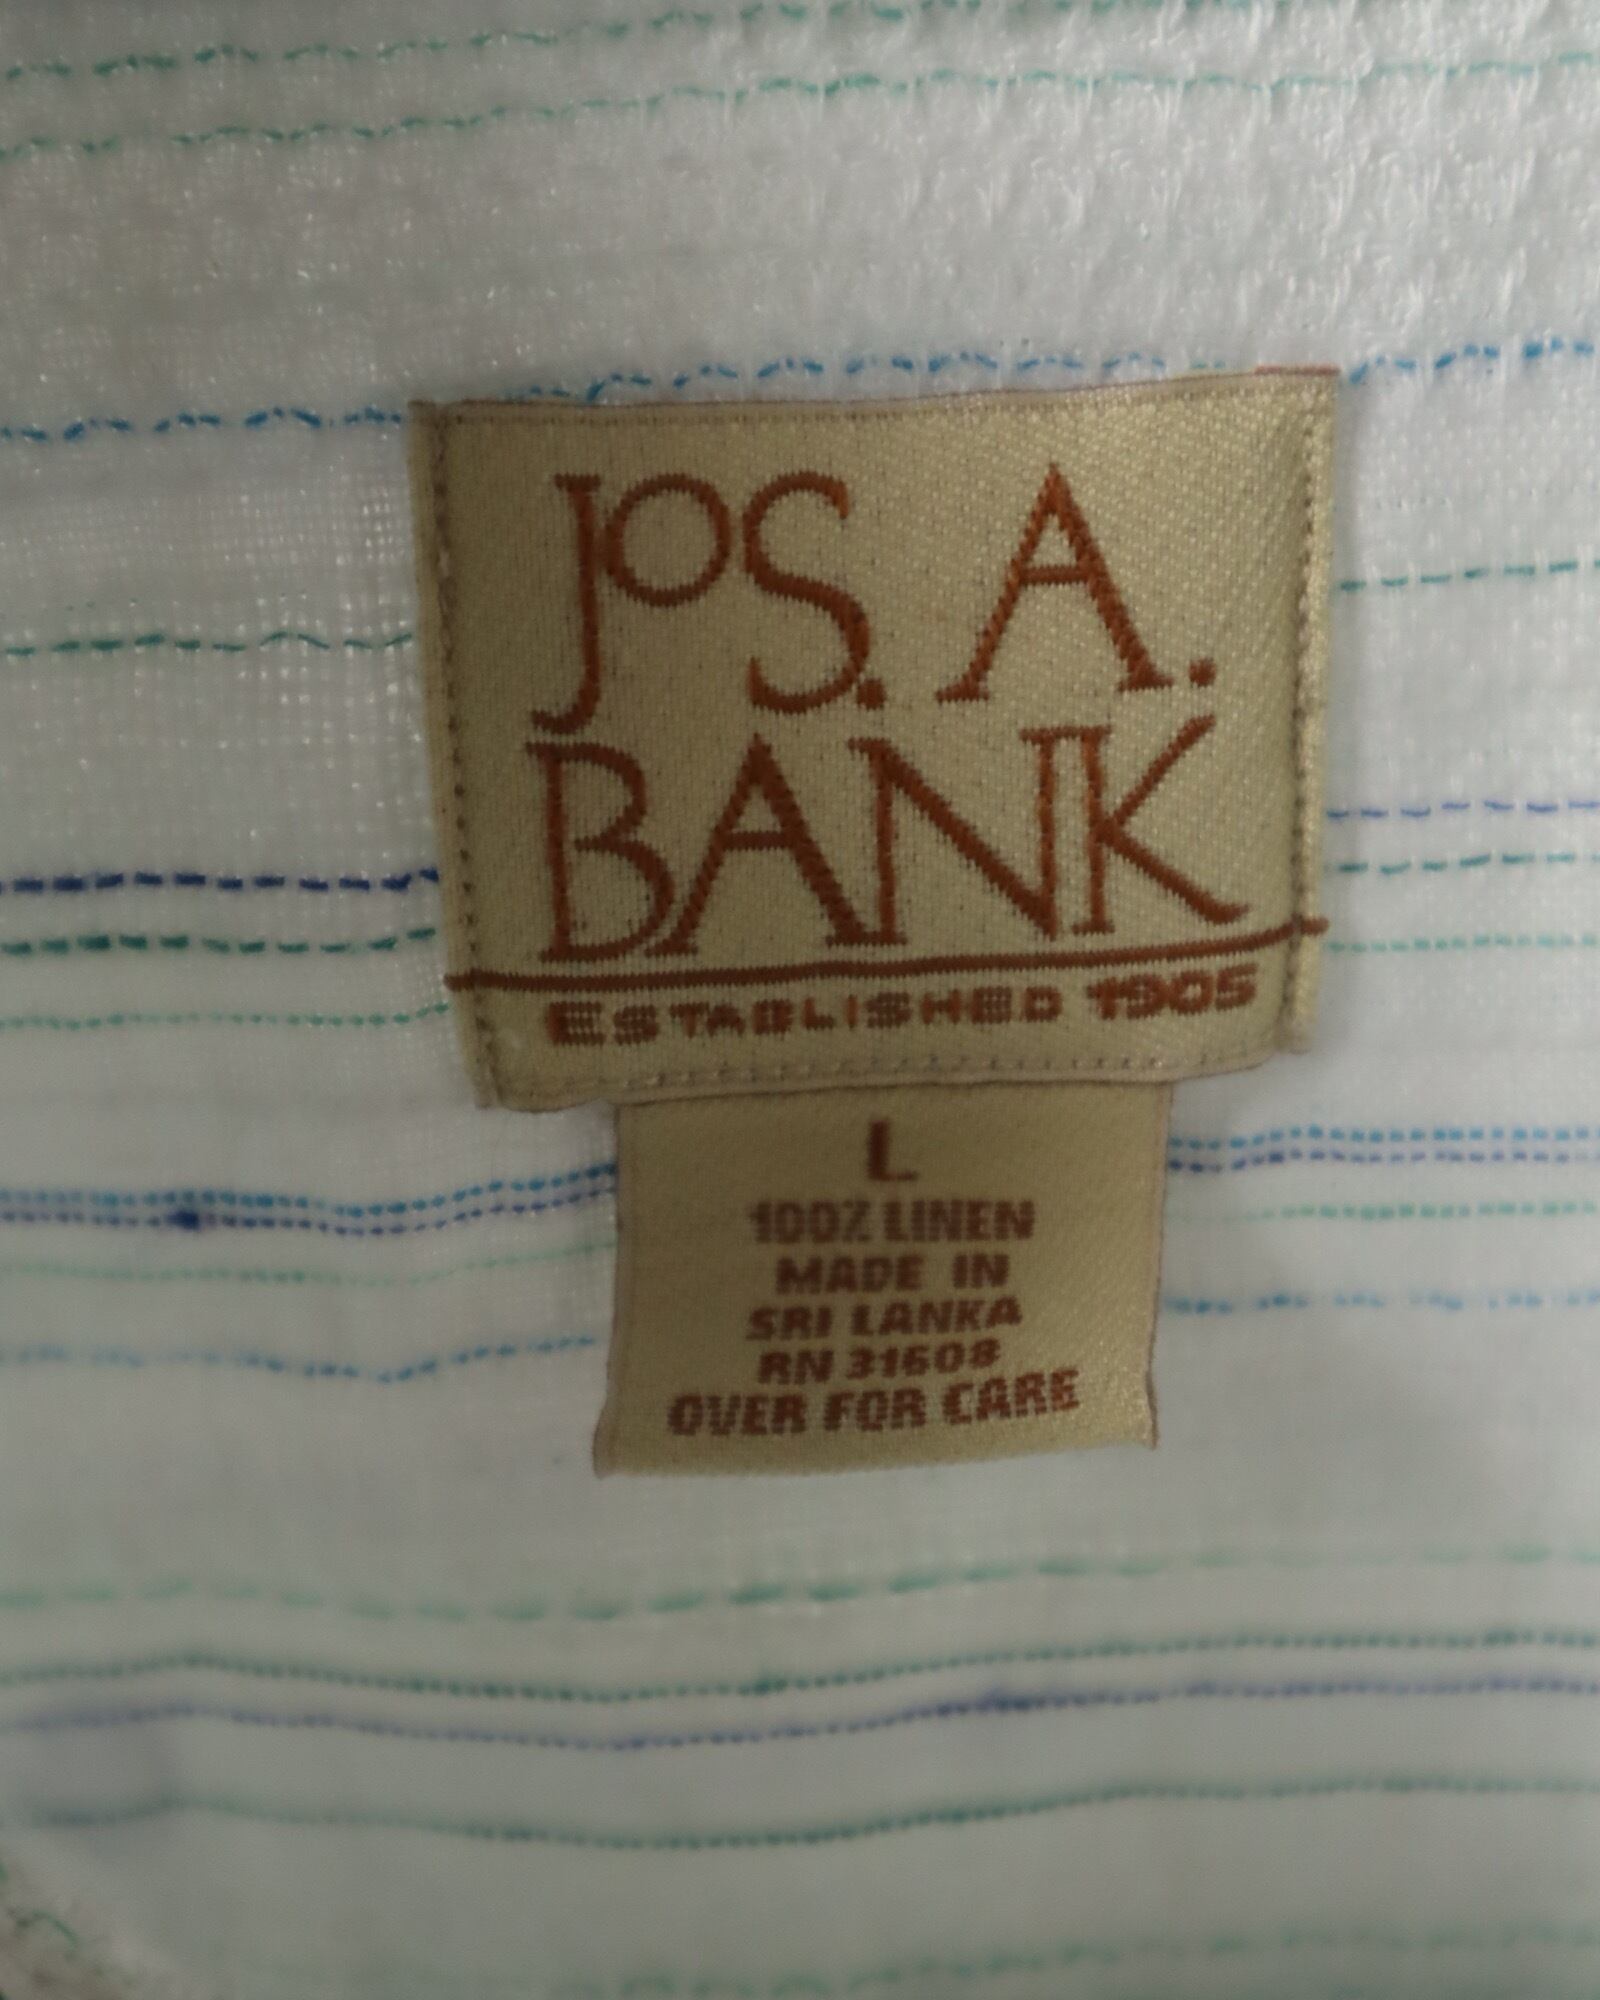 JOS. A.
BANK
ESTABLISHED 1905
L
100% LINEN
MADE IN
SRI LANKA
RN 31608
OVER FOR CARE